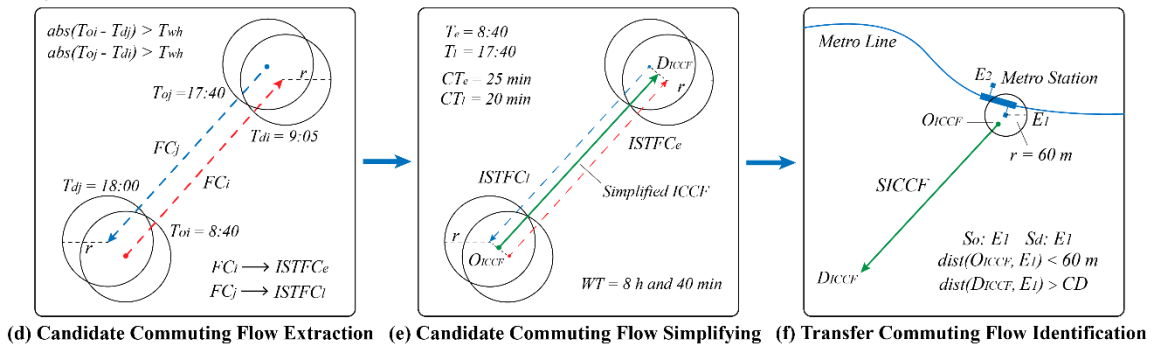 abs(Toi - Tdj) > Twh
abs(Toj - Tdi) > Twh
r
Toj = 17:40
Tdi = 9:05
FCj
FCi
Tdj = 18:00
Toi = 8:40
r
FCi → ISTFCe
FCj → ISTFCl
(d) Candidate Commuting Flow Extraction
Te = 8:40
Tl = 17:40
CTe = 25 min
CTl = 20 min
DICCF
r
ISTFCe
ISTFCl
Simplified ICCF
r
OICCF
WT = 8 h and 40 min
(e) Candidate Commuting Flow Simplifying
Metro Line
E2
Metro Station
OICCF
E1
r = 60 m
SICCF
So: E1 Sd: E1
dist(OICCF, E1) < 60 m
DICCF
dist(DICCF, E1) > CD
(f) Transfer Commuting Flow Identification